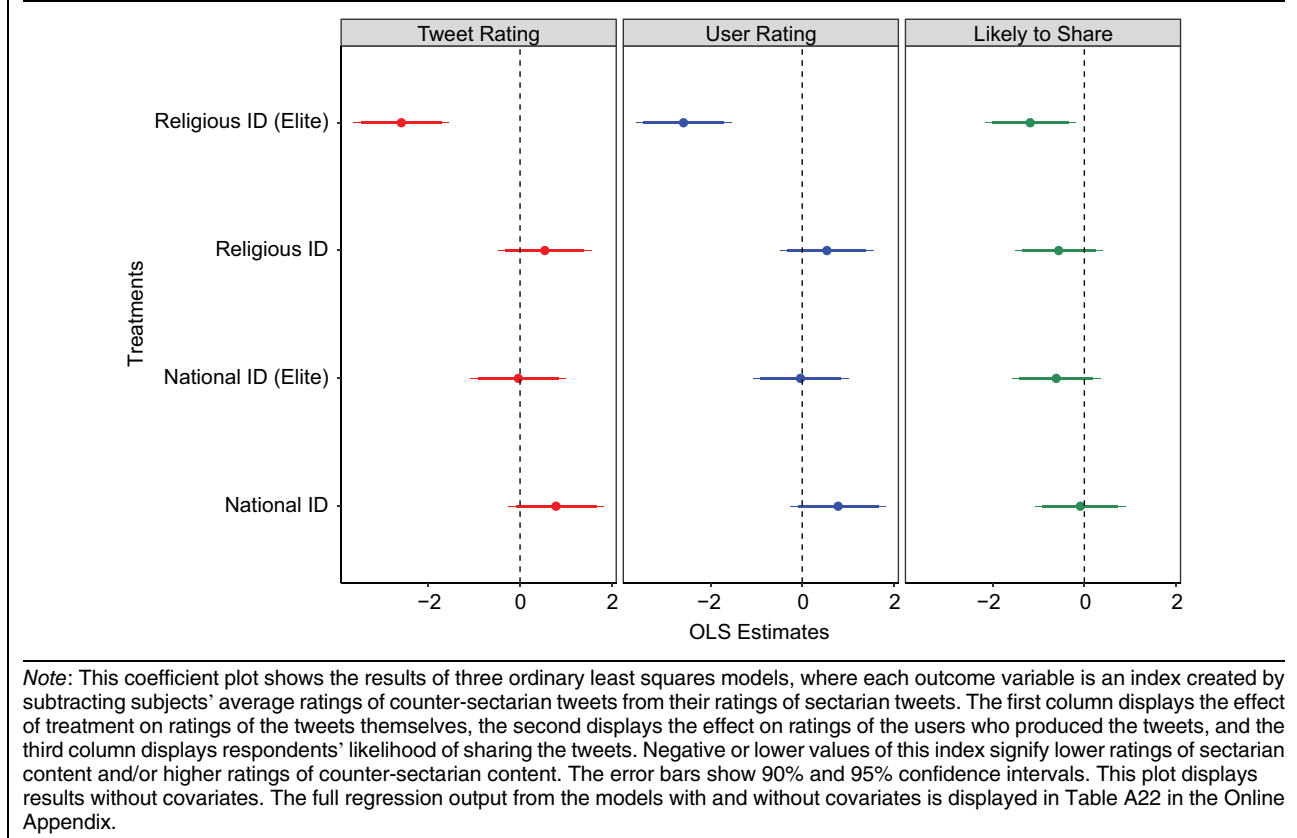 Tweet Rating User Rating Likely to Share
Religious ID (Elite)
Religious ID
National ID (Elite)
National ID
Treatments
−2 0 2 −2 0 2 −2 0 2
OLS Estimates
Note: This coefficient plot shows the results of three ordinary least squares models, where each outcome variable is an index created by
subtracting subjects’ average ratings of counter-sectarian tweets from their ratings of sectarian tweets. The first column displays the effect
of treatment on ratings of the tweets themselves, the second displays the effect on ratings of the users who produced the tweets, and the
third column displays respondents’ likelihood of sharing the tweets. Negative or lower values of this index signify lower ratings of sectarian
content and/or higher ratings of counter-sectarian content. The error bars show 90% and 95% confidence intervals. This plot displays
results without covariates. The full regression output from the models with and without covariates is displayed in Table A22 in the Online
Appendix.